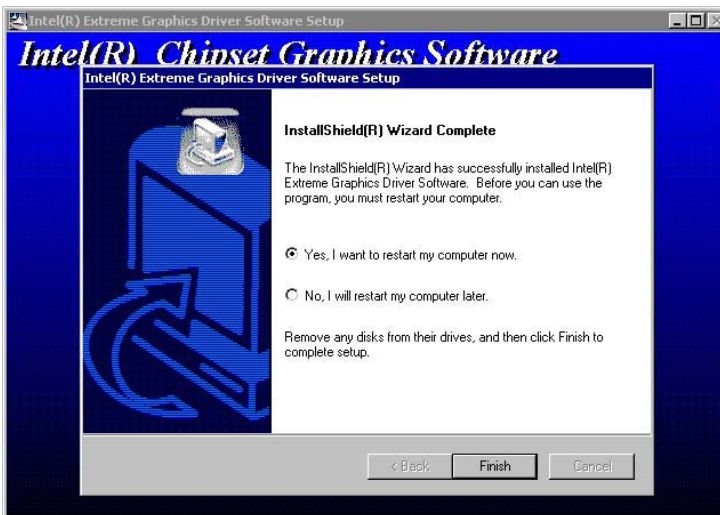 Intel(R) Extreme Graphics Driver Software Setup
Intel(R) Chipset Graphics Software
Intel(R) Extreme Graphics Driver Software Setup
InstallShield(R) Wizard Complete
The InstallShield(R) Wizard has successfully installed Intel(R)
Extreme Graphics Driver Software. Before you can use the
program, you must restart your computer.
Yes, I want to restart my computer now.
No, I will restart my computer later.
Remove any disks from their drives, and then click Finish to
complete setup.
< Back Finish Cancel